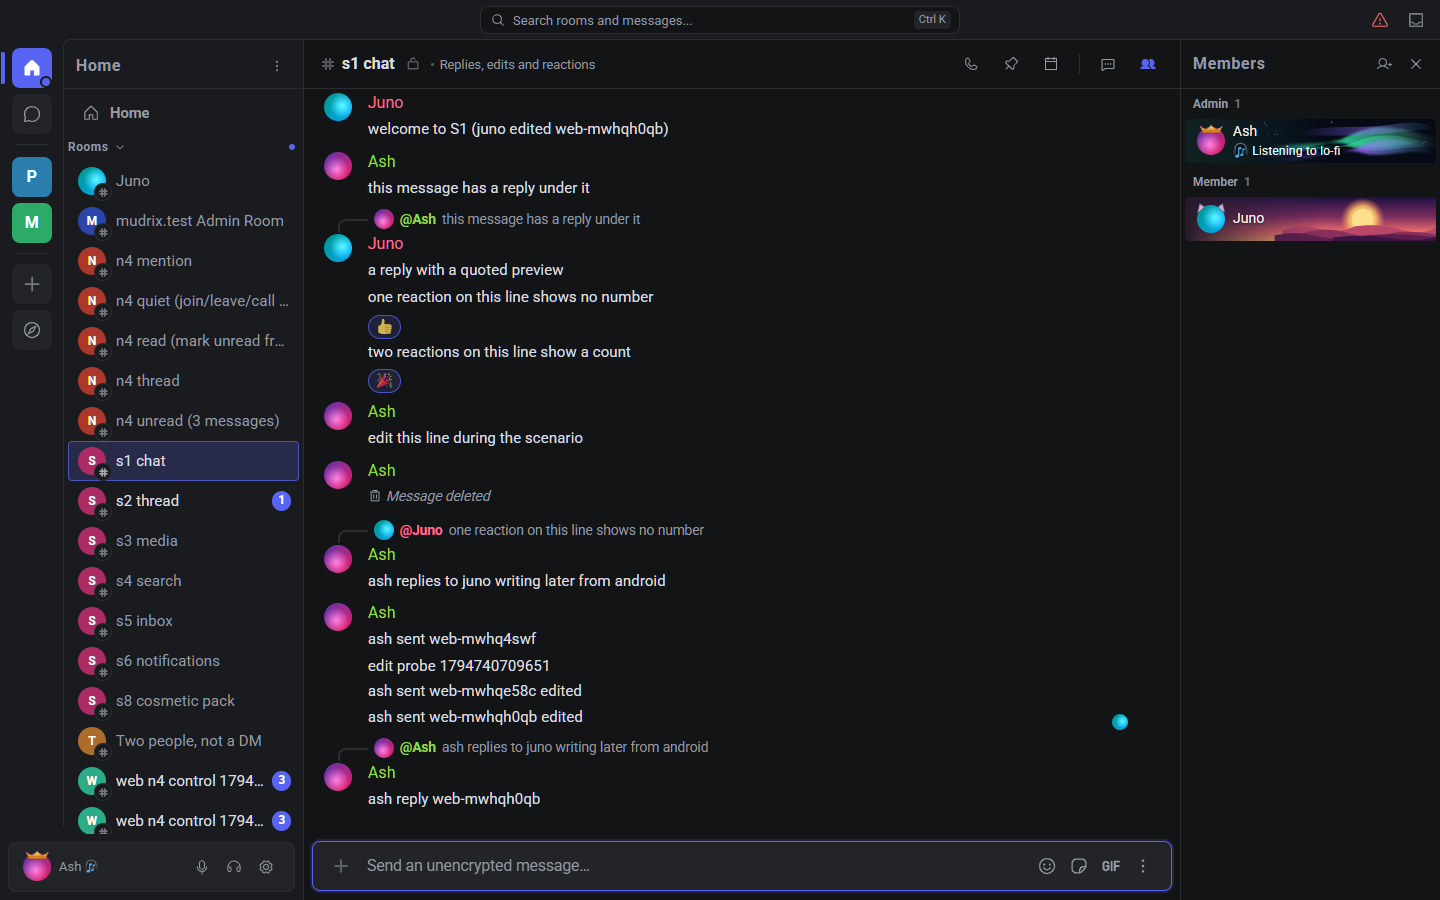 Search rooms and messages...
Ctrl K
Home
Home
Rooms
P
M
Juno
M
mudrix.test Admin Room
N
n4 mention
N
n4 quiet (join/leave/call ...
N
n4 read (mark unread fr...
N
n4 thread
N
n4 unread (3 messages)
S
s1 chat
S
s2 thread
1
S
s3 media
S
s4 search
S
s5 inbox
S
s6 notifications
S
s8 cosmetic pack
T
Two people, not a DM
W
web n4 control 1794...
3
W
web n4 control 1794...
3
Ash
s1 chat
• Replies, edits and reactions
Juno
welcome to S1 (juno edited web-mwhqh0qb)
Ash
this message has a reply under it
@Ash this message has a reply under it
Juno
a reply with a quoted preview
one reaction on this line shows no number
two reactions on this line show a count
Ash
edit this line during the scenario
Ash
Message deleted
@Juno one reaction on this line shows no number
Ash
ash replies to juno writing later from android
Ash
ash sent web-mwhq4swf
edit probe 1794740709651
ash sent web-mwhqe58c edited
ash sent web-mwhqh0qb edited
@Ash ash replies to juno writing later from android
Ash
ash reply web-mwhqh0qb
Send an unencrypted message...
GIF
Members
Admin 1
Ash
Listening to lo-fi
Member 1
Juno